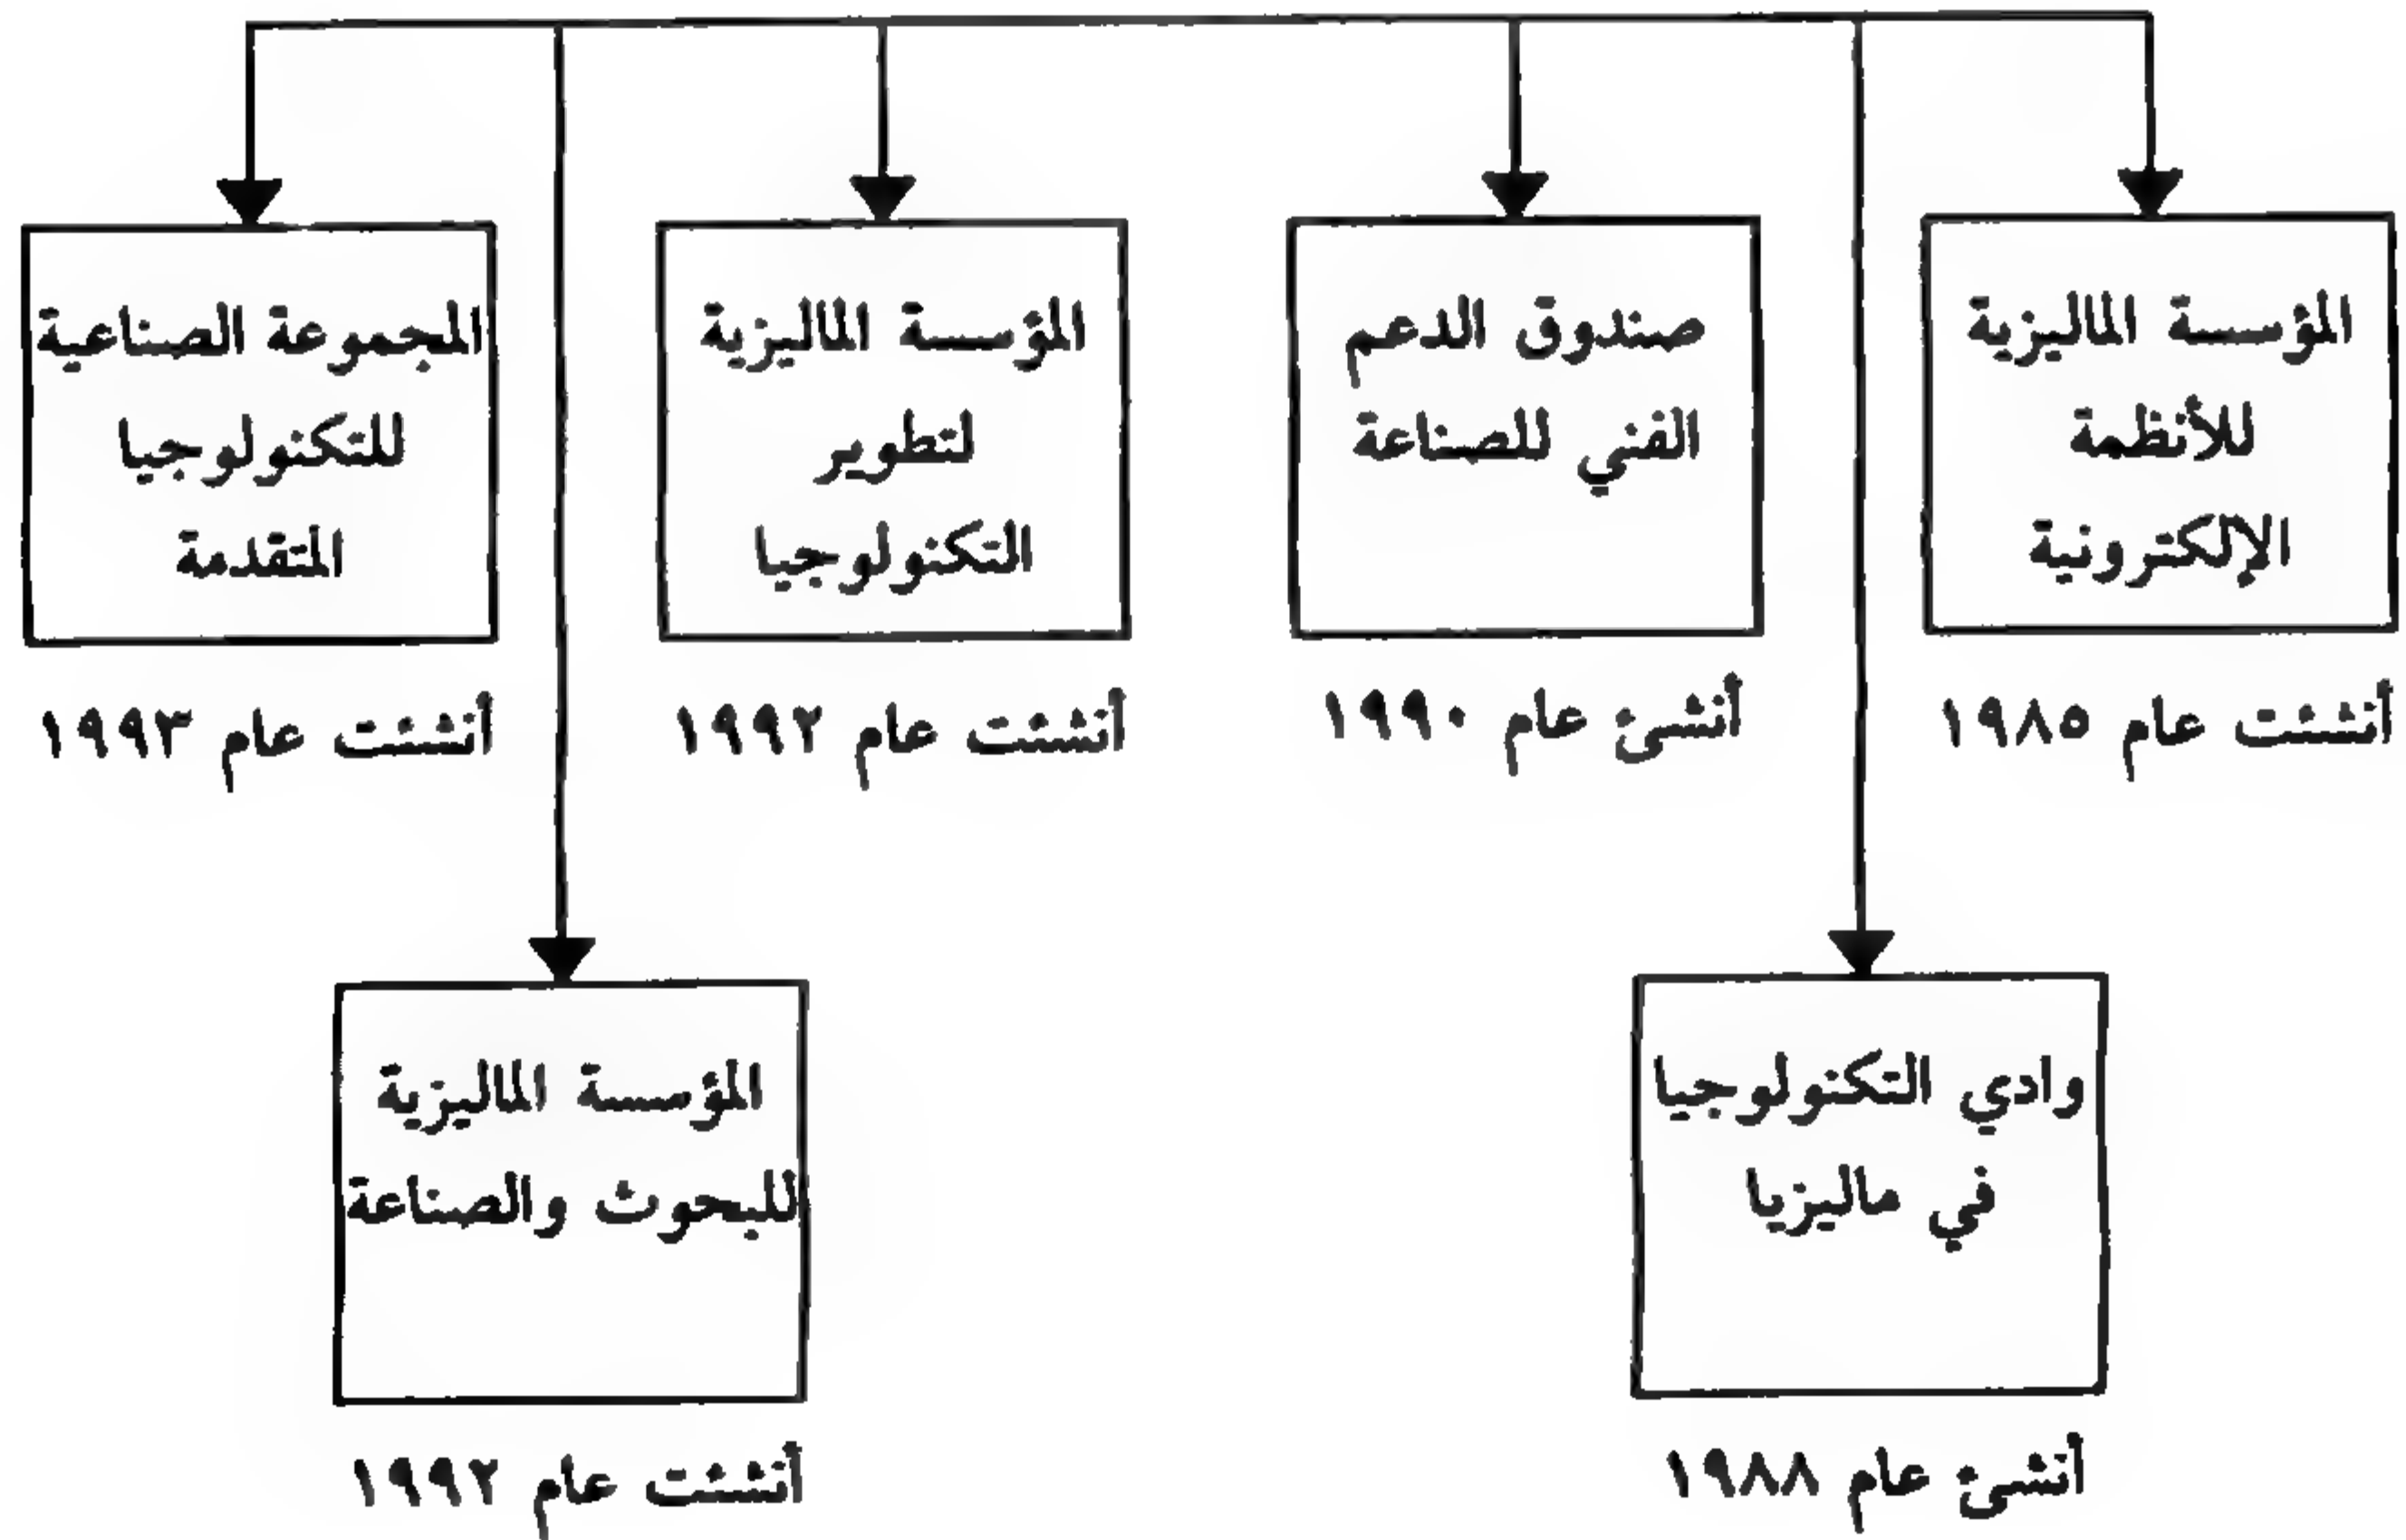 المؤسسة الماليزية
للأنظمة
الإلكترونية
أنشئت عام ١٩٨٥
صندوق الدعم
الفني للصناعة
أنشئ عام ١٩٩٠
المؤسسة الماليزية
لتطوير
التكنولوجيا
أنشئت عام ١٩٩٢
المجموعة الصناعية
للتكنولوجيا
المتقدمة
أنشئت عام ١٩٩٣
وادي التكنولوجيا
في ماليزيا
أنشئ عام ١٩٨٨
المؤسسة الماليزية
للبحوث والصناعة
أنشئت عام ١٩٩٢